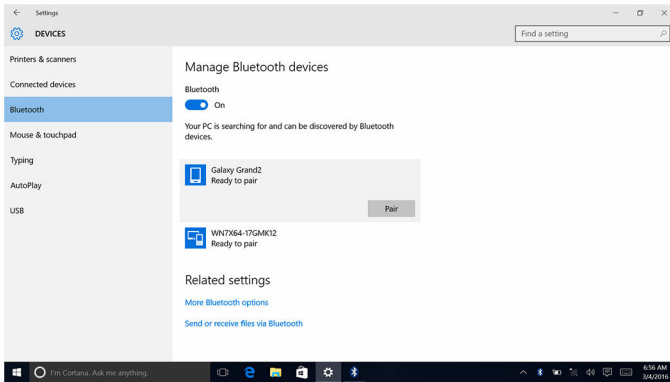 Settings
DEVICES
Find a setting
Printers & scanners
Connected devices
Bluetooth
Mouse & touchpad
Typing
AutoPlay
USB
Manage Bluetooth devices
Bluetooth
On
Your PC is searching for and can be discovered by Bluetooth
devices.
Galaxy Grand2
Ready to pair
Pair
WN7X64-17GMK12
Ready to pair
Related settings
More Bluetooth options
Send or receive files via Bluetooth
I'm Cortana. Ask me anything.
6:56 AM
3/4/2016